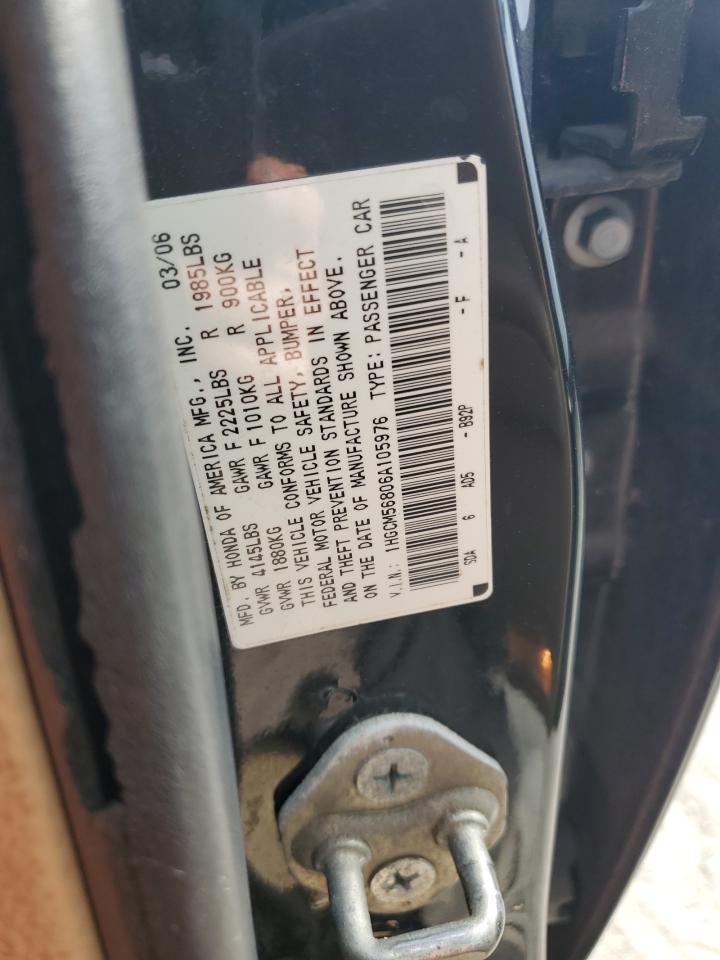 MFD. BY HONDA OF AMERICA MFG., INC. 03/06
GVWR 4145LBS GAWR F 2225LBS R 1985LBS
GVWR 1880KG GAWR F 1010KG R 900KG
THIS VEHICLE CONFORMS TO ALL APPLICABLE
FEDERAL MOTOR VEHICLE SAFETY, BUMPER,
AND THEFT PREVENTION STANDARDS IN EFFECT
ON THE DATE OF MANUFACTURE SHOWN ABOVE.
V.I.N.: 1HGCM56806A105976 TYPE: PASSENGER CAR
SDA 6 AD5 -B92P -F -A